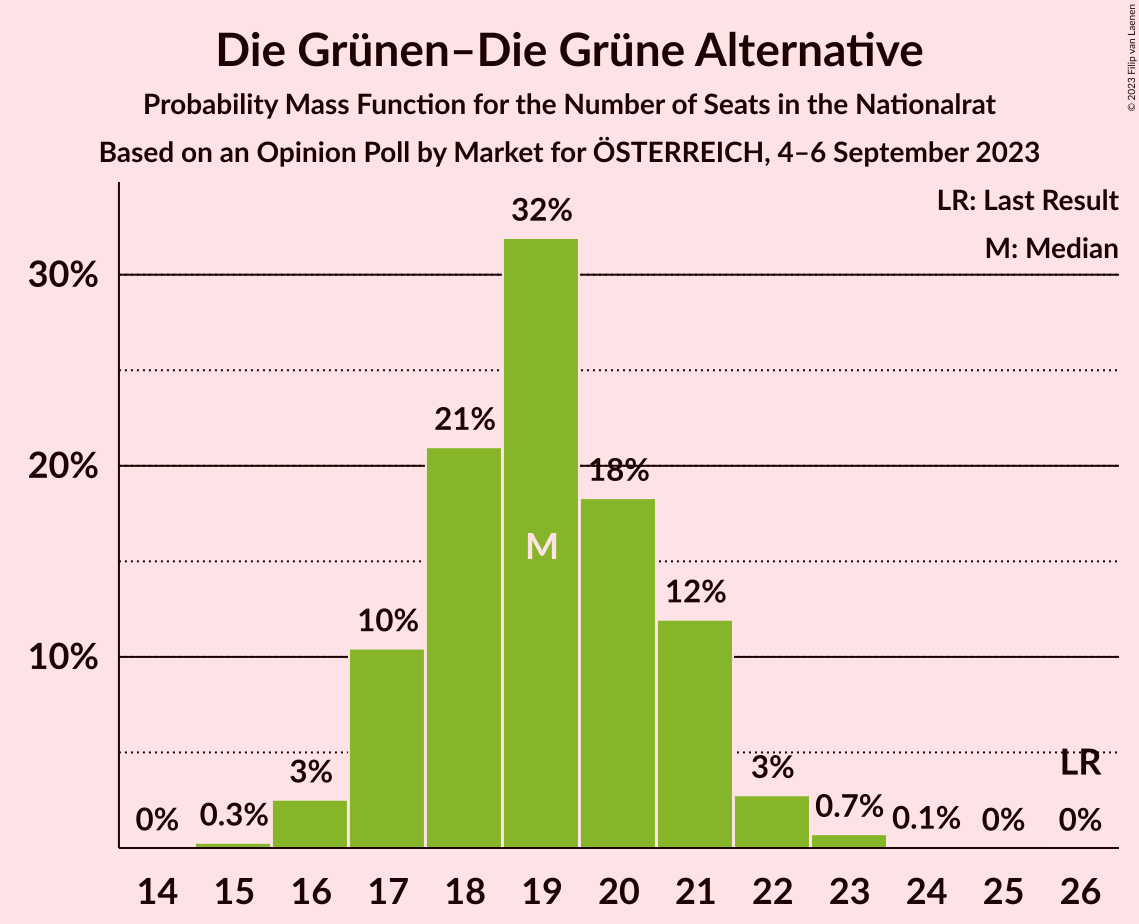 Die Grünen–Die Grüne Alternative
Probability Mass Function for the Number of Seats in the Nationalrat
Based on an Opinion Poll by Market for ÖSTERREICH, 4–6 September 2023
© 2023 Filip van Laenen
LR: Last Result
M: Median
30%
20%
10%
0%
0.3%
3%
10%
21%
32%
M
18%
12%
3%
0.7%
0.1%
0%
LR
0%
14 15 16 17 18 19 20 21 22 23 24 25 26